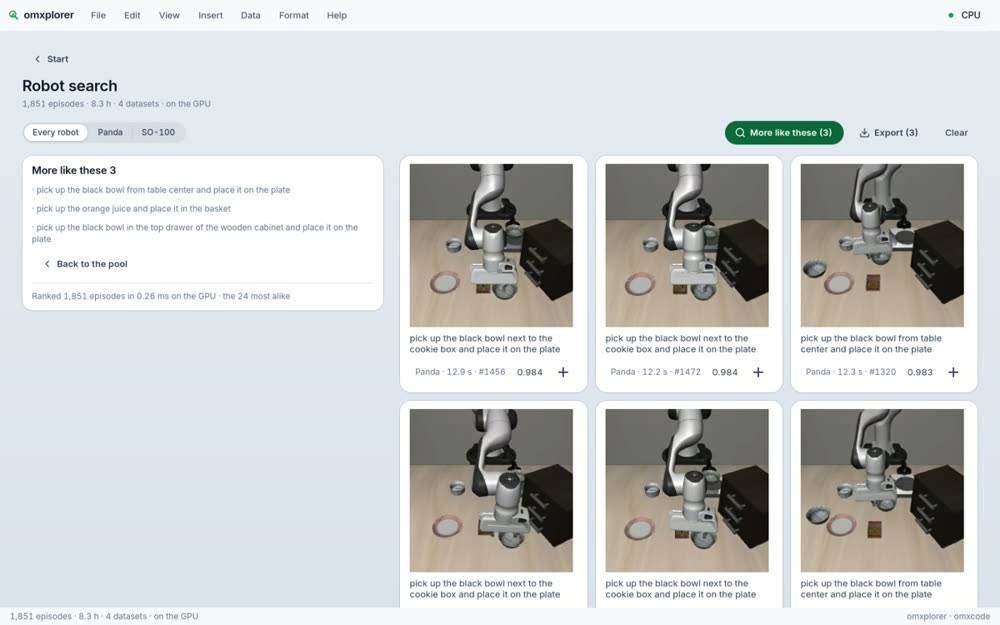 omxplorer File Edit View Insert Data Format Help CPU
Start
Robot search
1,851 episodes · 8.3 h · 4 datasets · on the GPU
Every robot Panda SO-100
More like these (3) Export (3) Clear
More like these 3
· pick up the black bowl from table center and place it on the plate
· pick up the orange juice and place it in the basket
· pick up the black bowl in the top drawer of the wooden cabinet and place it on the
plate
Back to the pool
Ranked 1,851 episodes in 0.26 ms on the GPU · the 24 most alike
pick up the black bowl next to the
cookie box and place it on the plate
Panda · 12.9 s · #1456 0.984 +
pick up the black bowl next to the
cookie box and place it on the plate
Panda · 12.2 s · #1472 0.984 +
pick up the black bowl from table
center and place it on the plate
Panda · 12.3 s · #1320 0.983 +
pick up the black bowl next to the
cookie box and place it on the plate
pick up the black bowl next to the
cookie box and place it on the plate
pick up the black bowl from table
center and place it on the plate
1,851 episodes · 8.3 h · 4 datasets · on the GPU
omxplorer · omxcode